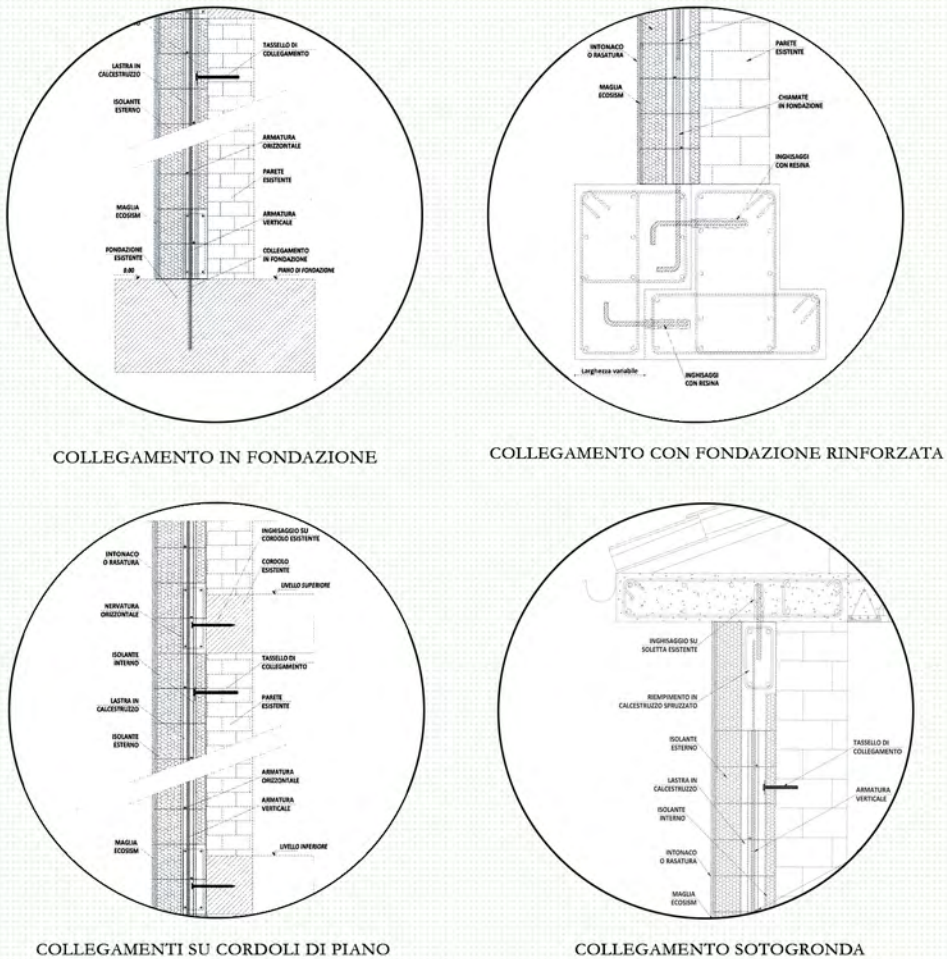 TASSELLO DI
COLLEGAMENTO
LASTRA IN
CALCESTRUZZO
ISOLANTE
ESTERNO
ARMATURA
ORIZZONTALE
PARETE
ESISTENTE
MAGLIA
ECOSISM
ARMATURA
VERTICALE
FONDAZIONE
ESISTENTE
COLLEGAMENTO
IN FONDAZIONE
0.00
PIANO DI FONDAZIONE
COLLEGAMENTO IN FONDAZIONE
INTONACO
O RASATURA
PARETE
ESISTENTE
MAGLIA
ECOSISM
CHIAMATE
IN FONDAZIONE
INGHISAGGI
CON RESINA
Larghezza variabile
INGHISAGGI
CON RESINA
COLLEGAMENTO CON FONDAZIONE RINFORZATA
INGHISAGGIO SU
CORDOLO ESISTENTE
INTONACO
O RASATURA
CORDOLO
ESISTENTE
LIVELLO SUPERIORE
NERVATURA
ORIZZONTALE
ISOLANTE
INTERNO
TASSELLO DI
COLLEGAMENTO
LASTRA IN
CALCESTRUZZO
PARETE
ESISTENTE
ISOLANTE
ESTERNO
ARMATURA
ORIZZONTALE
ARMATURA
VERTICALE
MAGLIA
ECOSISM
LIVELLO INFERIORE
COLLEGAMENTI SU CORDOLI DI PIANO
INGHISAGGIO SU
SOLETTA ESISTENTE
RIEMPIMENTO IN
CALCESTRUZZO SPRUZZATO
ISOLANTE
ESTERNO
TASSELLO DI
COLLEGAMENTO
LASTRA IN
CALCESTRUZZO
ARMATURA
VERTICALE
ISOLANTE
INTERNO
INTONACO
O RASATURA
MAGLIA
ECOSISM
COLLEGAMENTO SOTOGRONDA